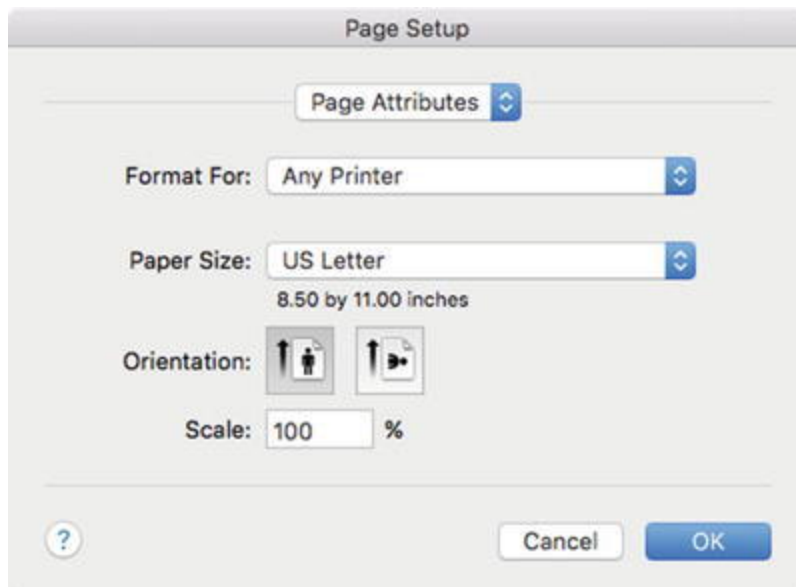 Page Setup
Page Attributes
Format For: Any Printer
Paper Size: US Letter
8.50 by 11.00 inches
Orientation:
Scale: 100 %
? Cancel OK